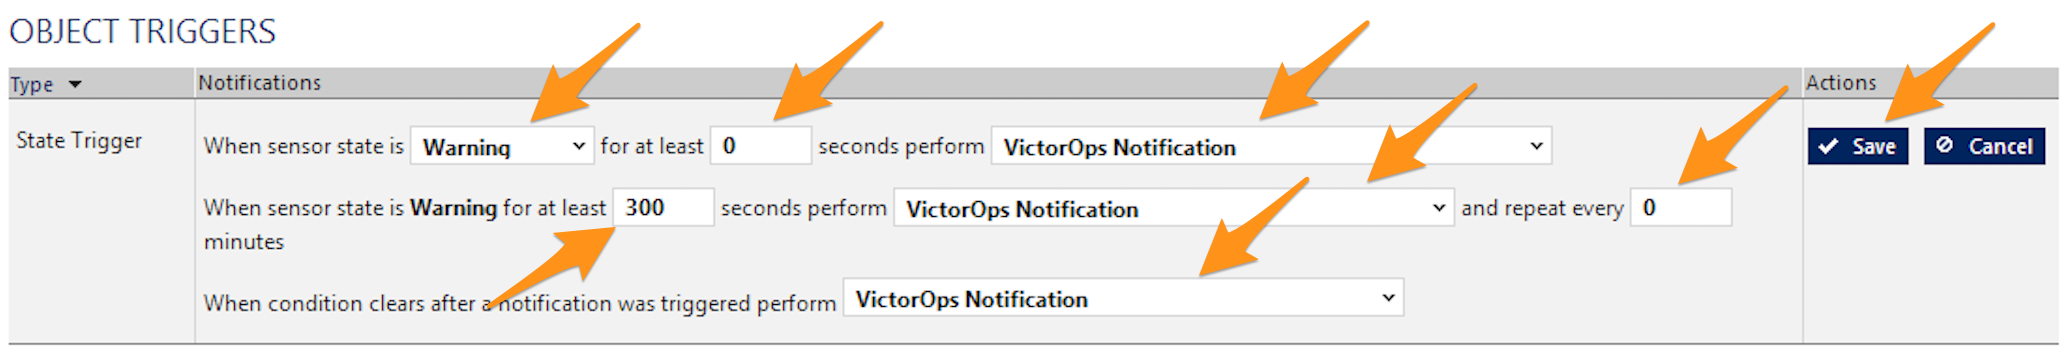 OBJECT TRIGGERS
Type Notifications Actions
State Trigger When sensor state is Warning for at least 0 seconds perform VictorOps Notification Save Cancel
When sensor state is Warning for at least 300 seconds perform VictorOps Notification and repeat every 0
minutes
When condition clears after a notification was triggered perform VictorOps Notification